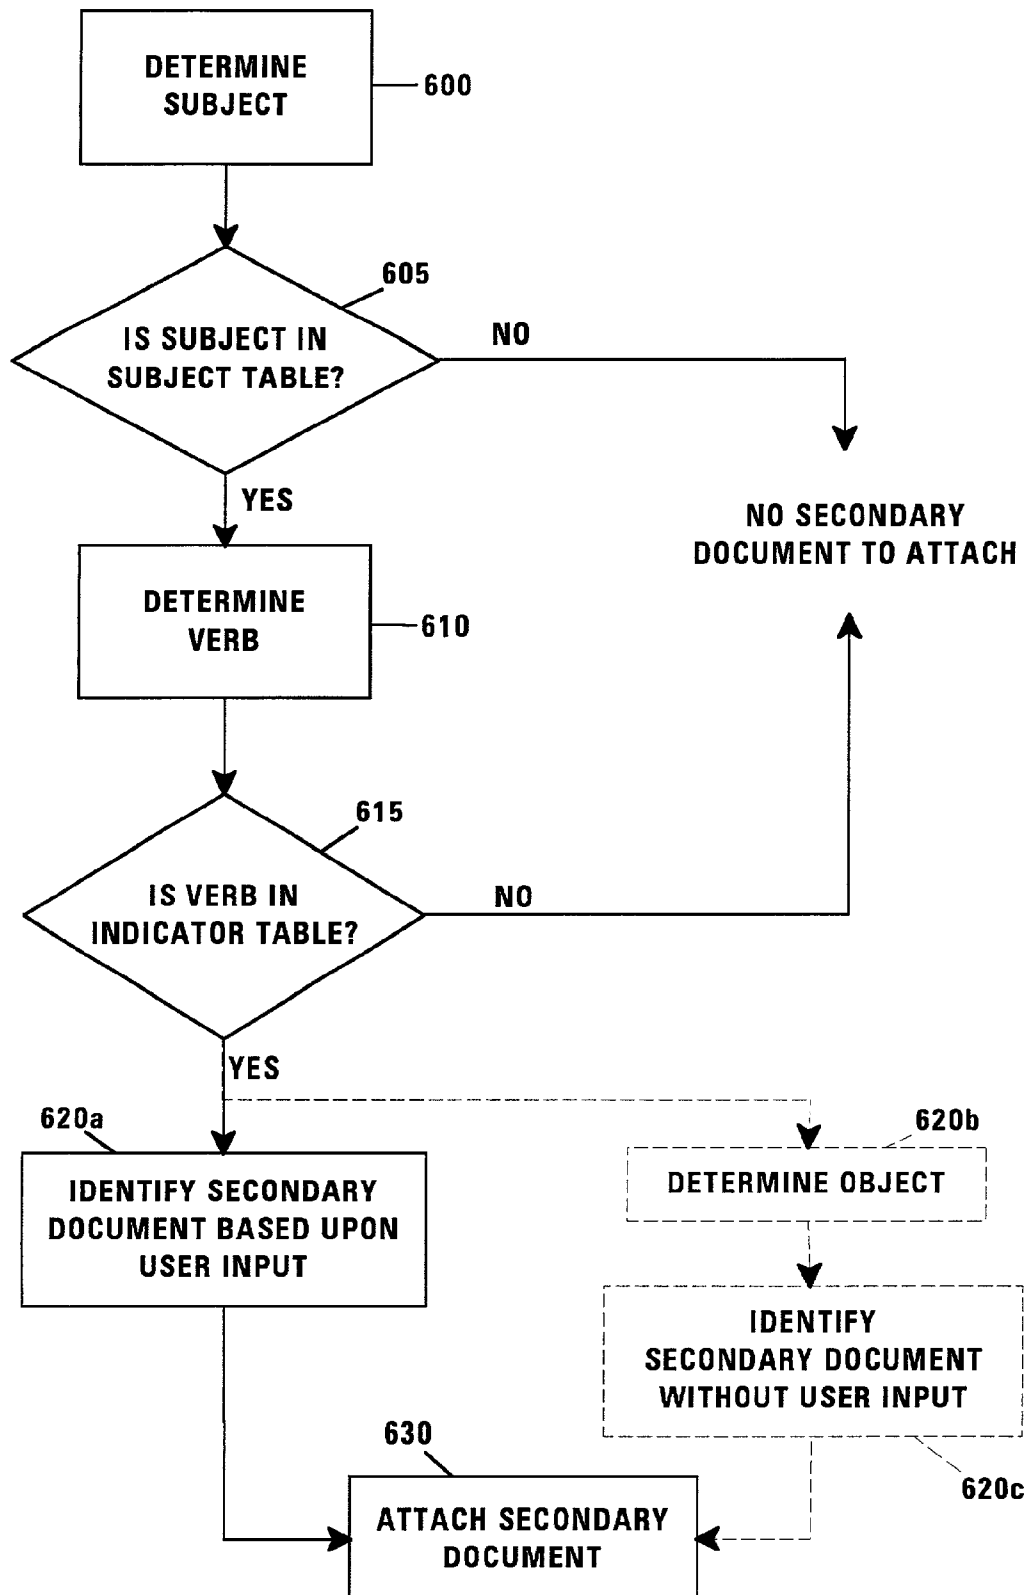 DETERMINE
SUBJECT
600
605
IS SUBJECT IN
SUBJECT TABLE?
NO
YES
NO SECONDARY
DOCUMENT TO ATTACH
DETERMINE
VERB
610
615
IS VERB IN
INDICATOR TABLE?
NO
YES
620a
IDENTIFY SECONDARY
DOCUMENT BASED UPON
USER INPUT
620b
DETERMINE OBJECT
IDENTIFY
SECONDARY DOCUMENT
WITHOUT USER INPUT
620c
630
ATTACH SECONDARY
DOCUMENT